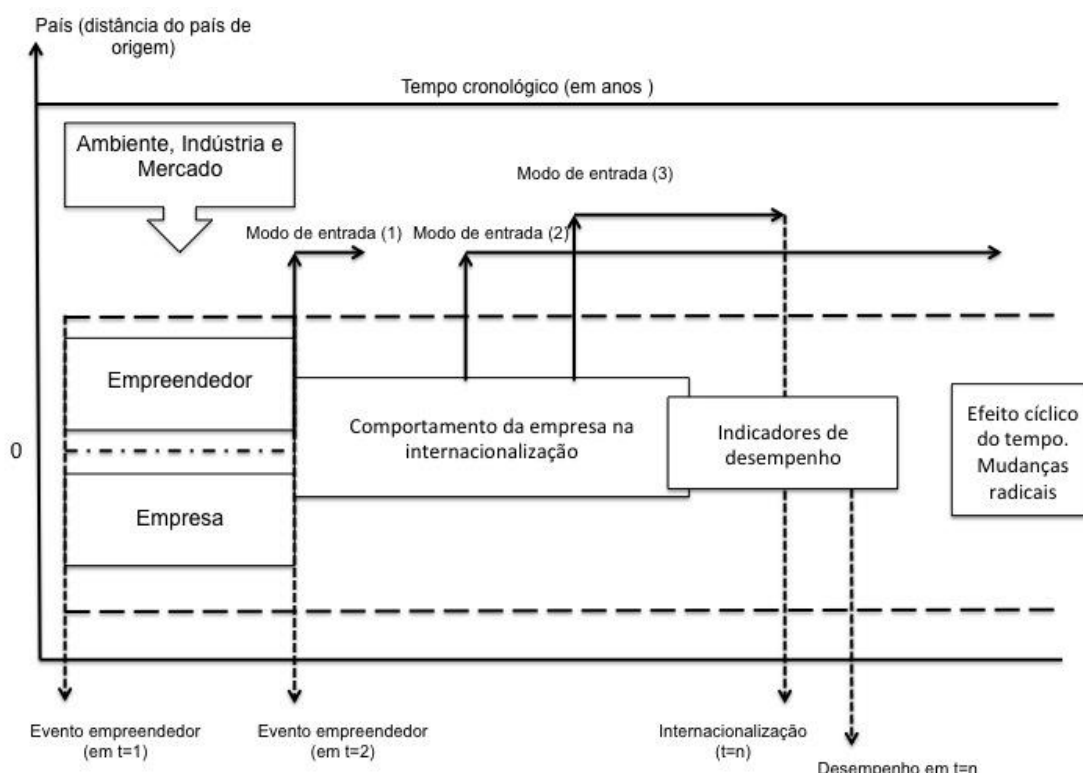 País (distância do país de
origem)
Tempo cronológico (em anos )
Ambiente, Indústria e
Mercado
Modo de entrada (3)
Modo de entrada (1)
Modo de entrada (2)
Empreendedor
Comportamento da empresa na
internacionalização
Indicadores de
desempenho
Efeito cíclico
do tempo.
Mudanças
radicais
0
Empresa
Evento empreendedor
(em t=1)
Evento empreendedor
(em t=2)
Internacionalização
(t=n)
Desempenho em t=n